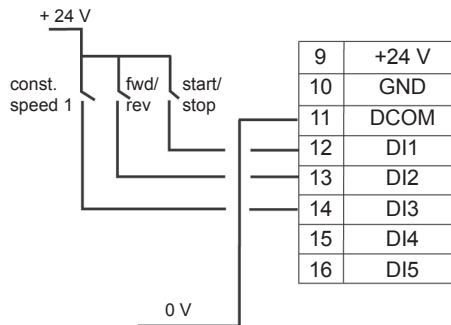 + 24 V
const.
speed 1
fwd/
rev
start/
stop
9 +24 V
10 GND
11 DCOM
12 DI1
13 DI2
14 DI3
15 DI4
16 DI5
0 V